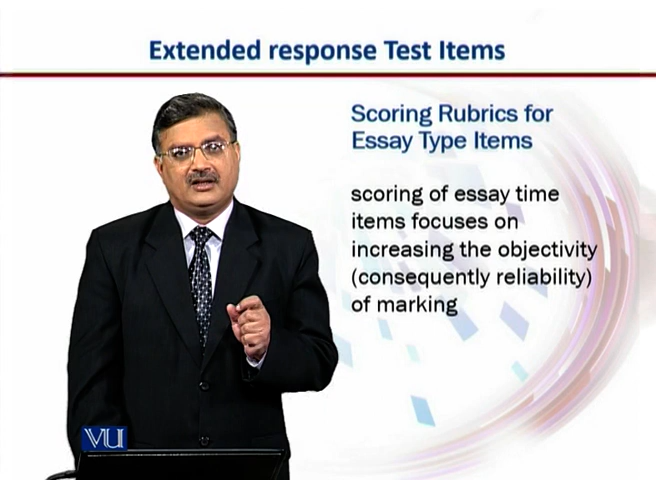 Extended response Test Items
Scoring Rubrics for
Essay Type Items
scoring of essay time
items focuses on
increasing the objectivity
(consequently reliability)
of marking
VU